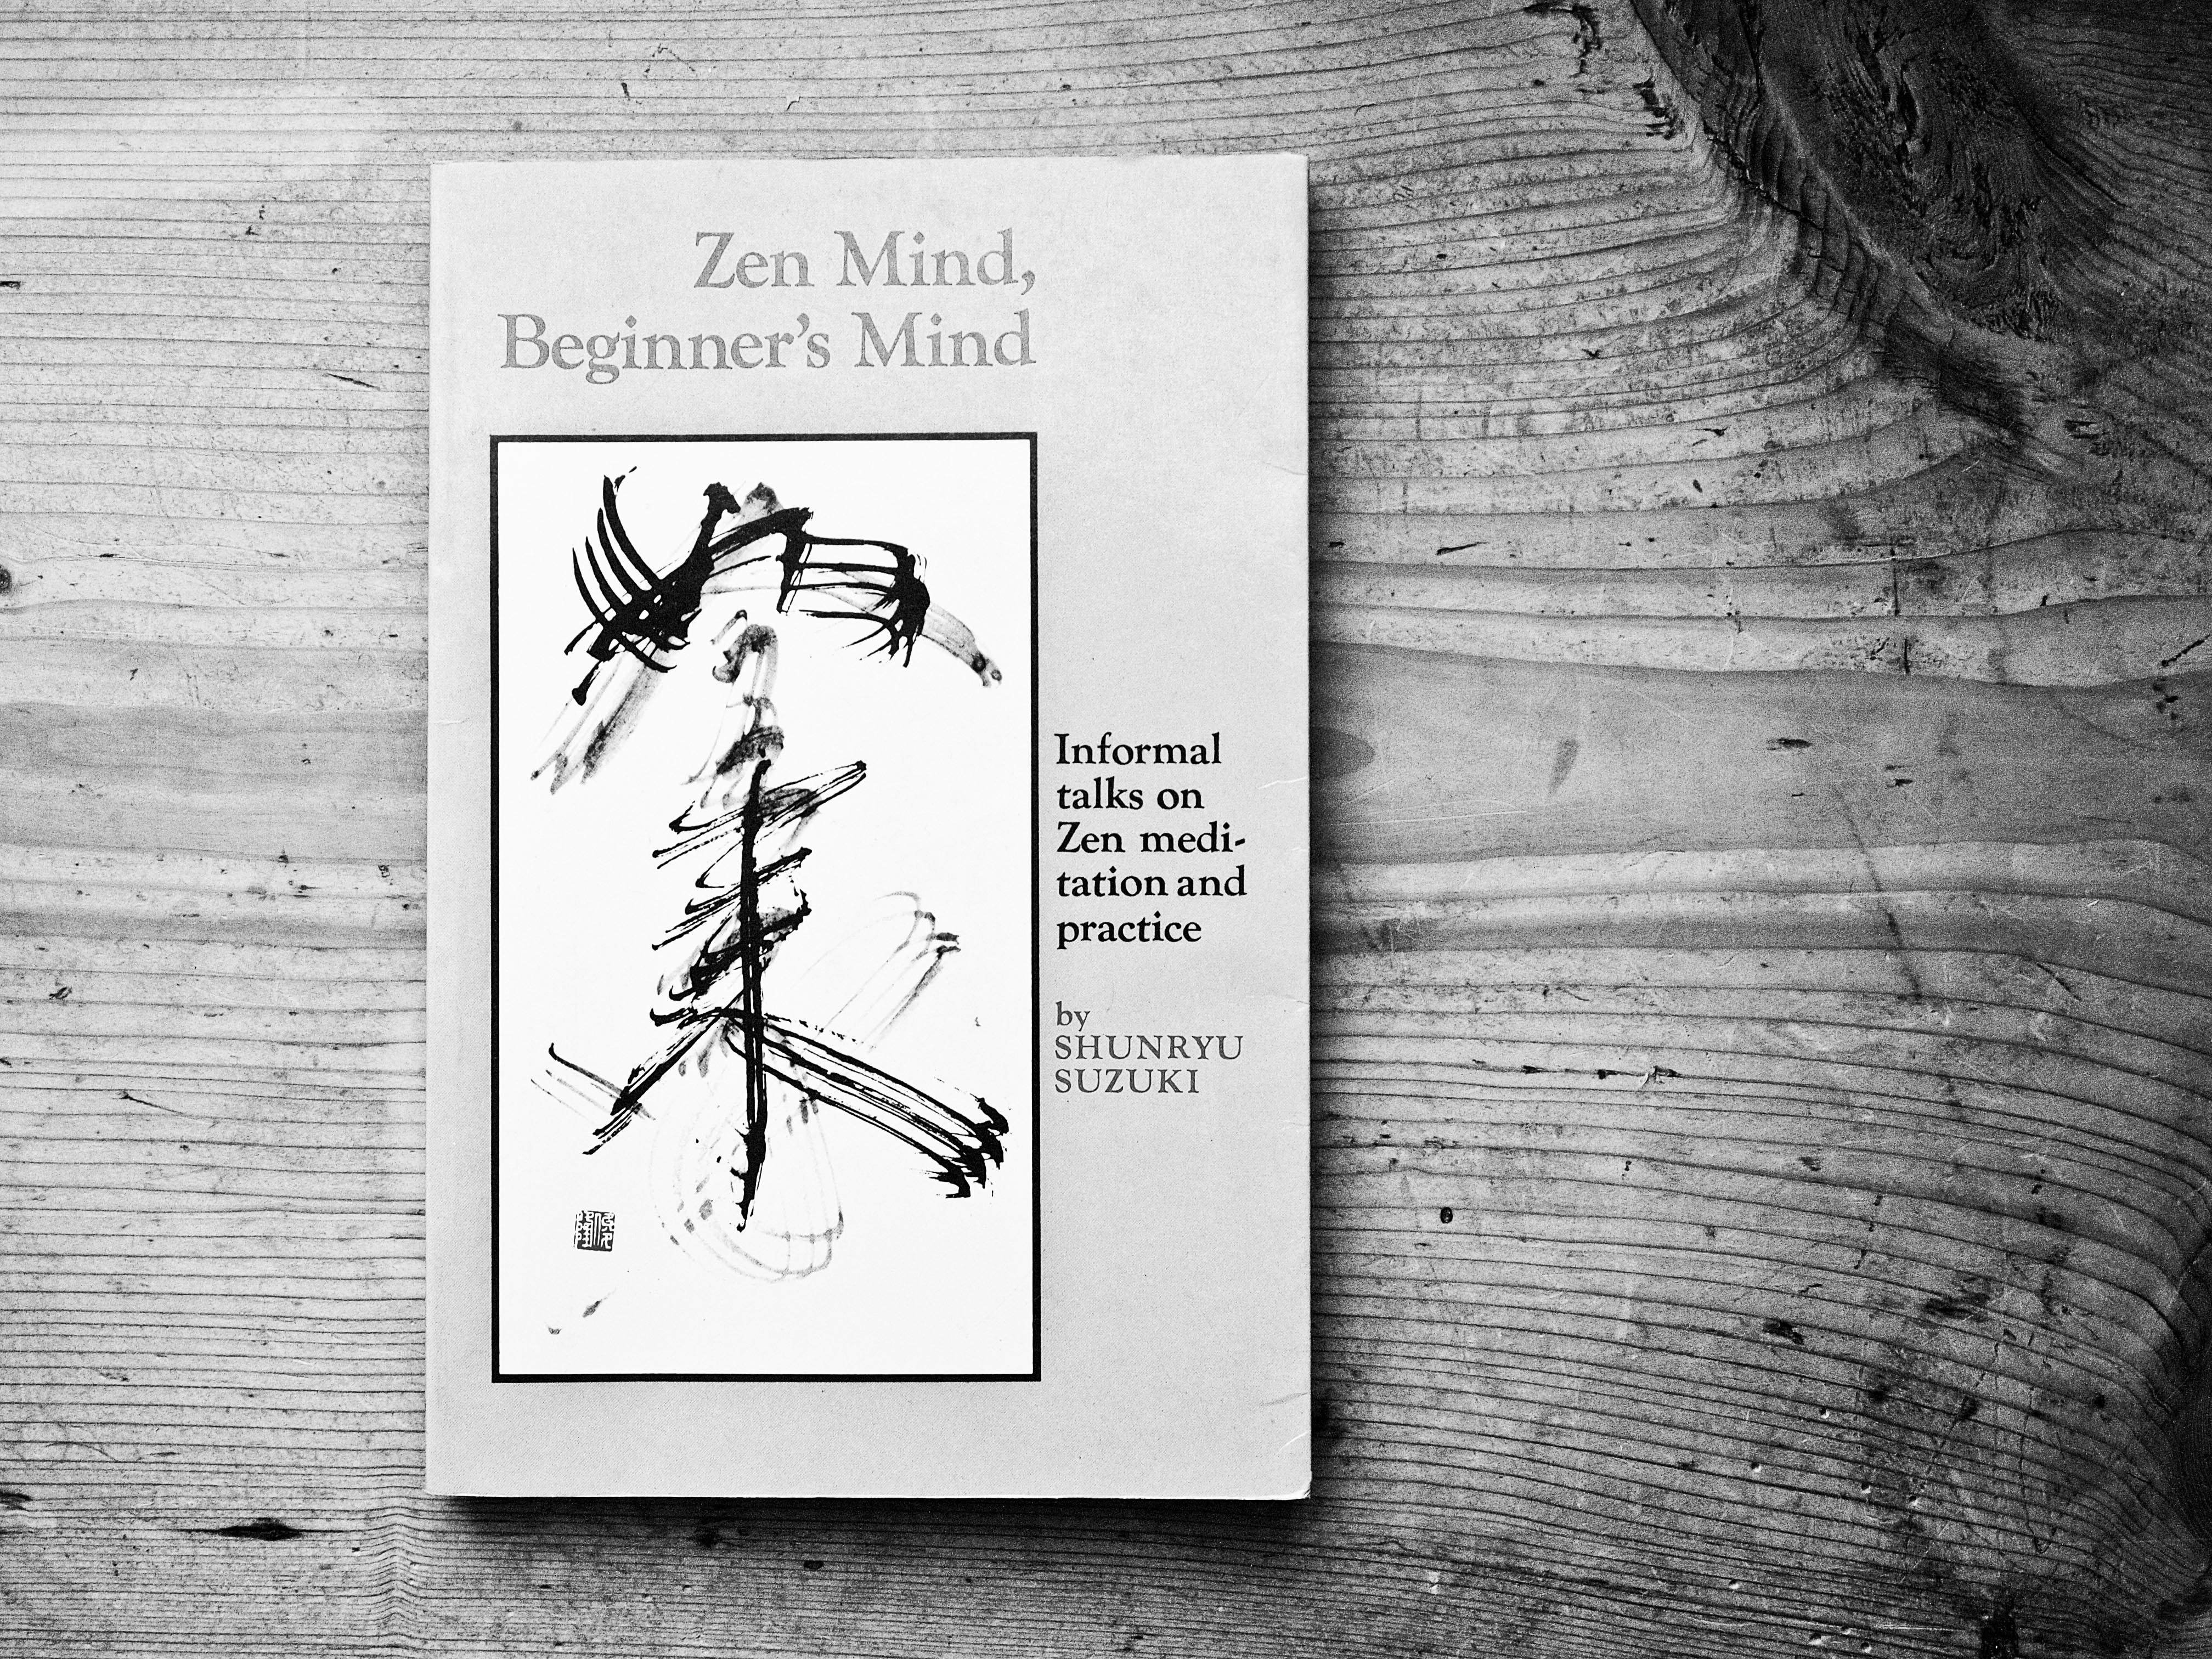 Zen Mind,
Beginner's Mind
Informal
talks on
Zen medi-
tation and
practice
by
SHUNRYU
SUZUKI